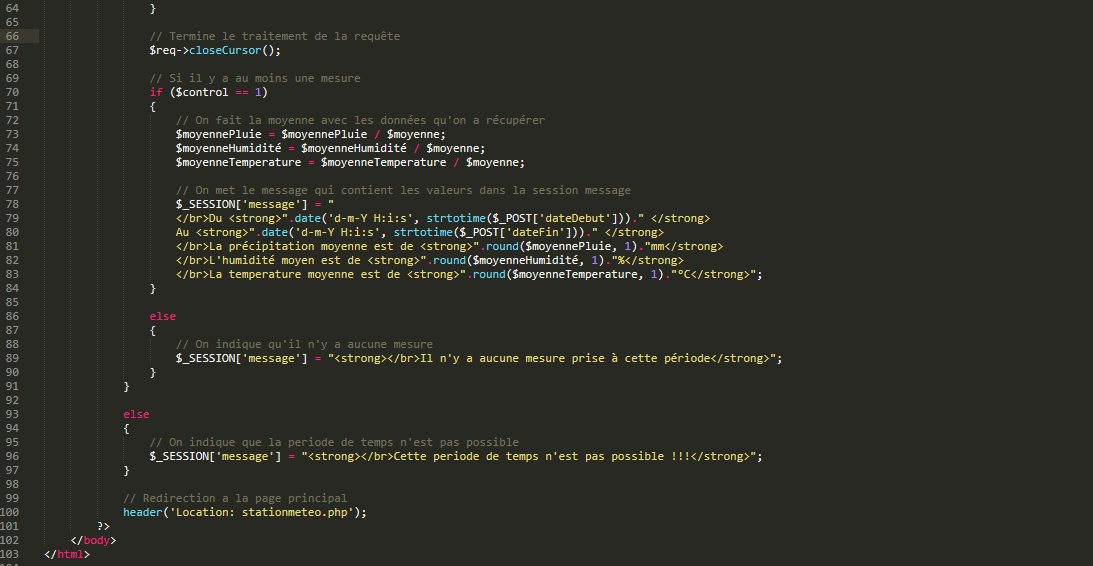 64 }
65
66 // Termine le traitement de la requête
67 $req->closeCursor();
68
69 // Si il y a au moins une mesure
70 if ($control == 1)
71 {
72 // On fait la moyenne avec les données qu'on a récupérer
73 $moyennePluie = $moyennePluie / $moyenne;
74 $moyenneHumidité = $moyenneHumidité / $moyenne;
75 $moyenneTemperature = $moyenneTemperature / $moyenne;
76
77 // On met le message qui contient les valeurs dans la session message
78 $_SESSION['message'] = "
79 </br>Du <strong>".date('d-m-Y H:i:s', strtotime($_POST['dateDebut']))." </strong>
80 Au <strong>".date('d-m-Y H:i:s', strtotime($_POST['dateFin']))." </strong>
81 </br>La précipitation moyenne est de <strong>".round($moyennePluie, 1)."mm</strong>
82 </br>L'humidité moyen est de <strong>".round($moyenneHumidité, 1)."%</strong>
83 </br>La temperature moyenne est de <strong>".round($moyenneTemperature, 1)."°C</strong>";
84 }
85
86 else
87 {
88 // On indique qu'il n'y a aucune mesure
89 $_SESSION['message'] = "<strong></br>Il n'y a aucune mesure prise à cette période</strong>";
90 }
91 }
92
93 else
94 {
95 // On indique que la periode de temps n'est pas possible
96 $_SESSION['message'] = "<strong></br>Cette periode de temps n'est pas possible !!!</strong>";
97 }
98
99 // Redirection a la page principal
100 header('Location: stationmeteo.php');
101 ?>
102 </body>
103 </html>